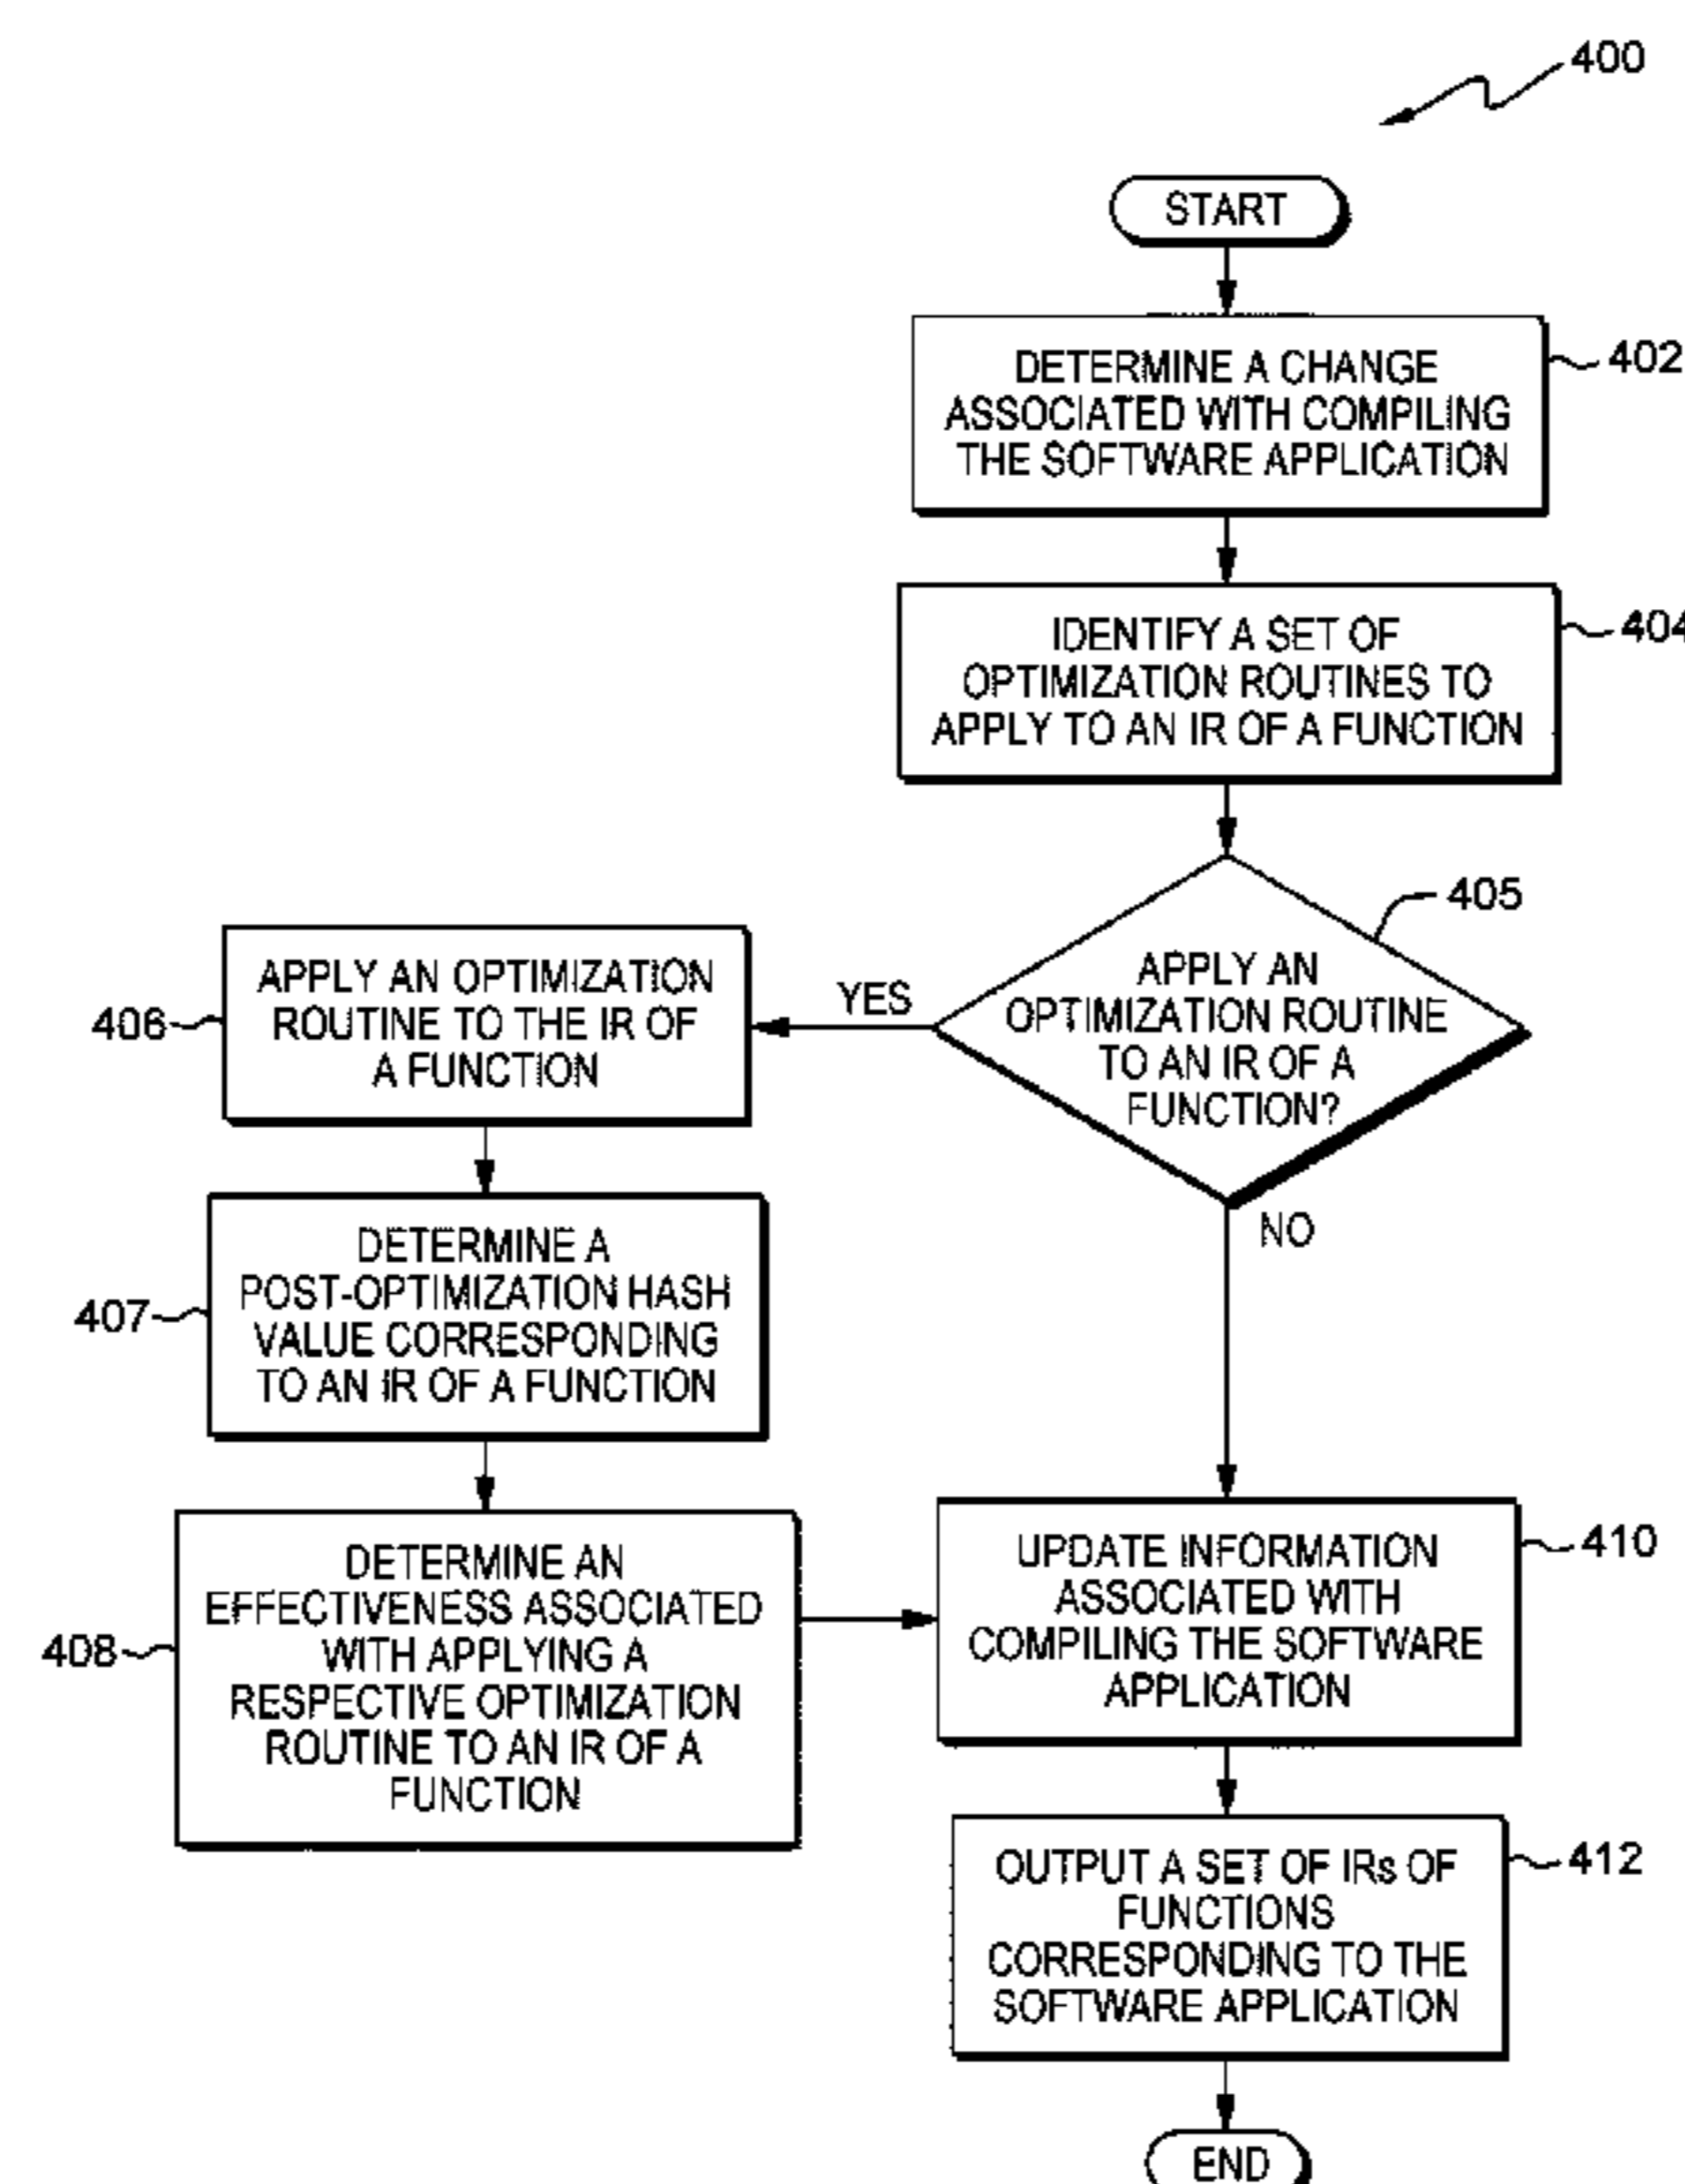 400
START
DETERMINE A CHANGE
ASSOCIATED WITH COMPILING
THE SOFTWARE APPLICATION
402
IDENTIFY A SET OF
OPTIMIZATION ROUTINES TO
APPLY TO AN IR OF A FUNCTION
404
405
APPLY AN
OPTIMIZATION ROUTINE
TO AN IR OF A
FUNCTION?
YES
NO
APPLY AN OPTIMIZATION
ROUTINE TO THE IR OF
A FUNCTION
406
DETERMINE A
POST-OPTIMIZATION HASH
VALUE CORRESPONDING
TO AN IR OF A FUNCTION
407
DETERMINE AN
EFFECTIVENESS ASSOCIATED
WITH APPLYING A
RESPECTIVE OPTIMIZATION
ROUTINE TO AN IR OF A
FUNCTION
408
UPDATE INFORMATION
ASSOCIATED WITH
COMPILING THE SOFTWARE
APPLICATION
410
OUTPUT A SET OF IRs OF
FUNCTIONS
CORRESPONDING TO THE
SOFTWARE APPLICATION
412
END